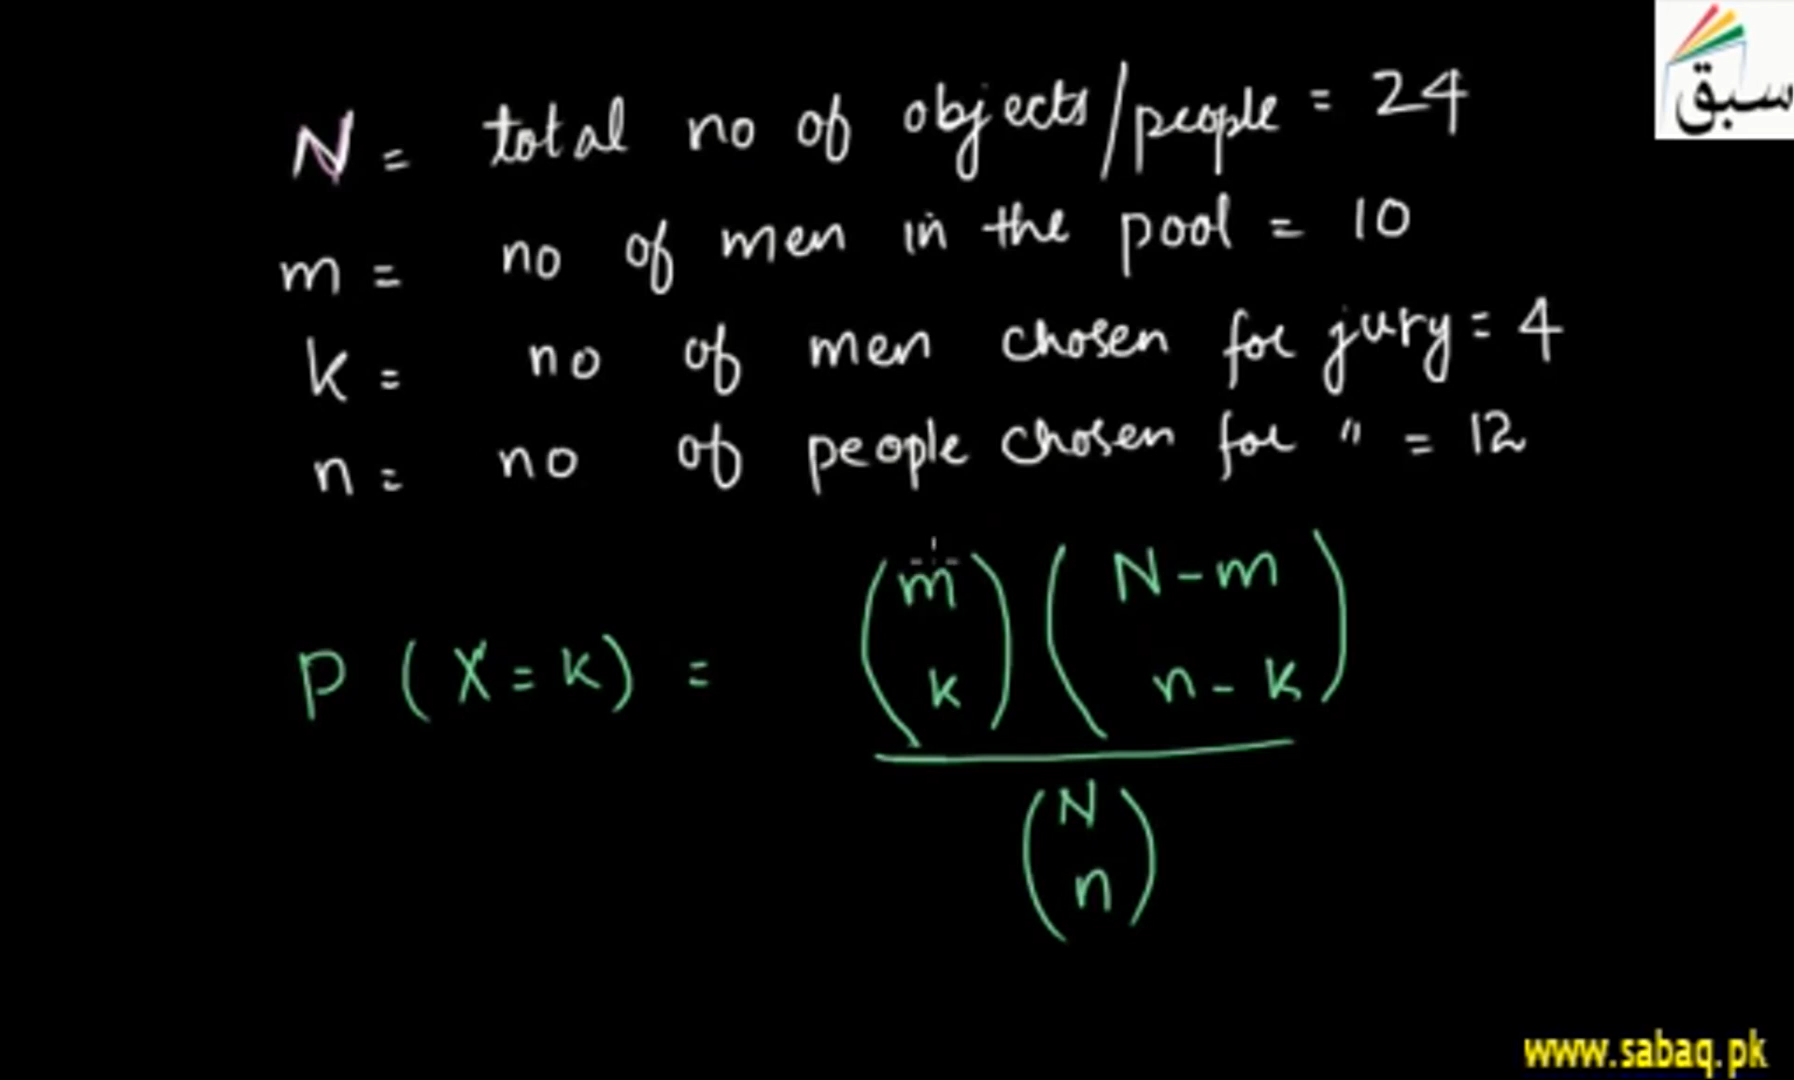 سبق
N = total no of objects/people = 24
m = no of men in the pool = 10
k = no of men chosen for jury = 4
n = no of people chosen for " = 12
P (X = k) = (m k) (N - m n - k)
(N n)
www.sabaq.pk